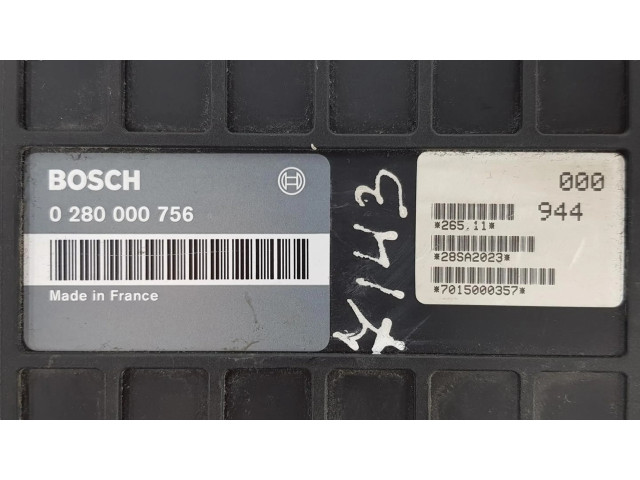 BOSCH
0 280 000 756
Made in France
000
944
*265,11*
*28SA2023*
*7015000357*